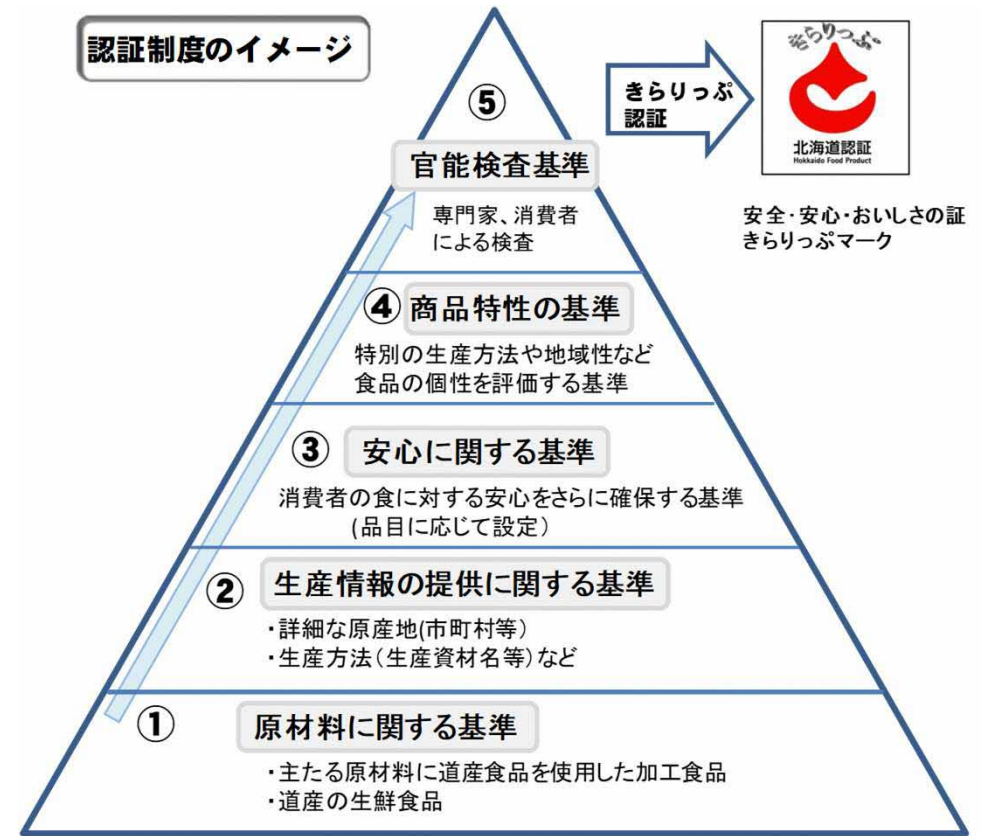 認証制度のイメージ
⑤
官能検査基準
専門家、消費者
による検査
きらりっぷ
認証
きらりっぷ
北海道認証
Hokkaido Food Product
安全・安心・おいしさの証
きらりっぷマーク
④ 商品特性の基準
特別の生産方法や地域性など
食品の個性を評価する基準
③ 安心に関する基準
消費者の食に対する安心をさらに確保する基準
(品目に応じて設定)
② 生産情報の提供に関する基準
・詳細な原産地(市町村等)
・生産方法(生産資材名等)など
① 原材料に関する基準
・主たる原材料に道産食品を使用した加工食品
・道産の生鮮食品